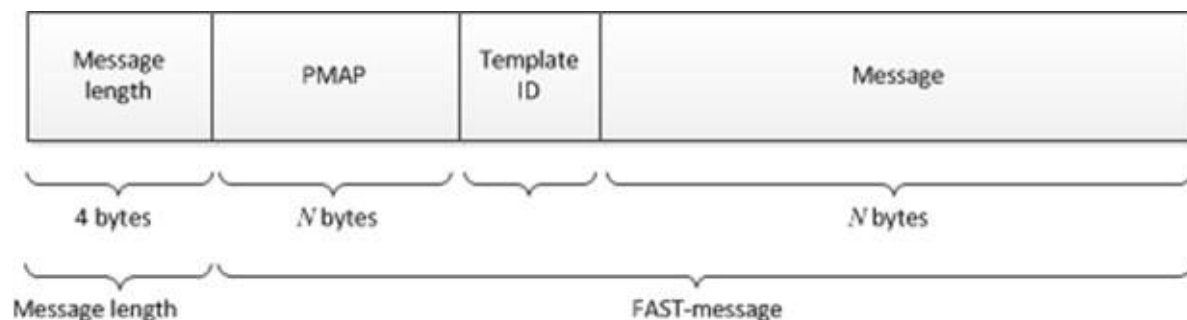 Message
length
PMAP
Template
ID
Message
4 bytes
N bytes
N bytes
Message length
FAST-message